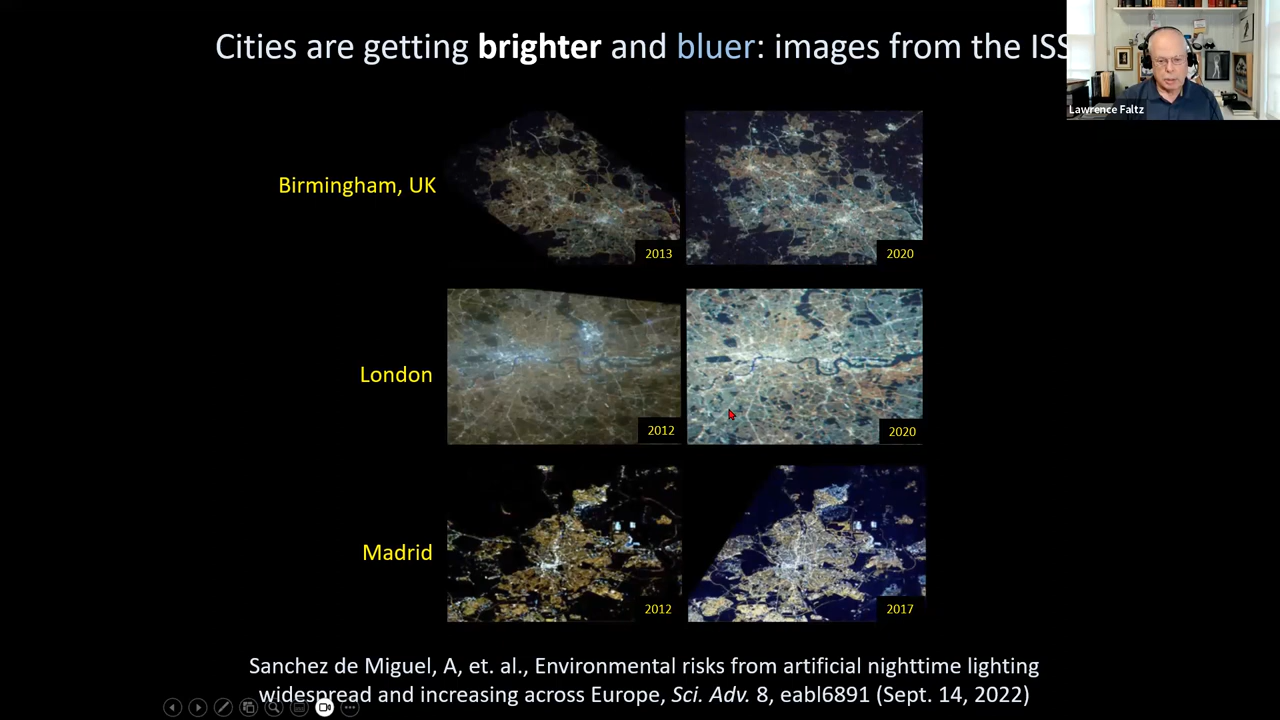 Cities are getting brighter and bluer: images from the ISS
Lawrence Faltz
Birmingham, UK
2013
2020
London
2012
2020
Madrid
2012
2017
Sanchez de Miguel, A, et. al., Environmental risks from artificial nighttime lighting
widespread and increasing across Europe, Sci. Adv. 8, eabl6891 (Sept. 14, 2022)